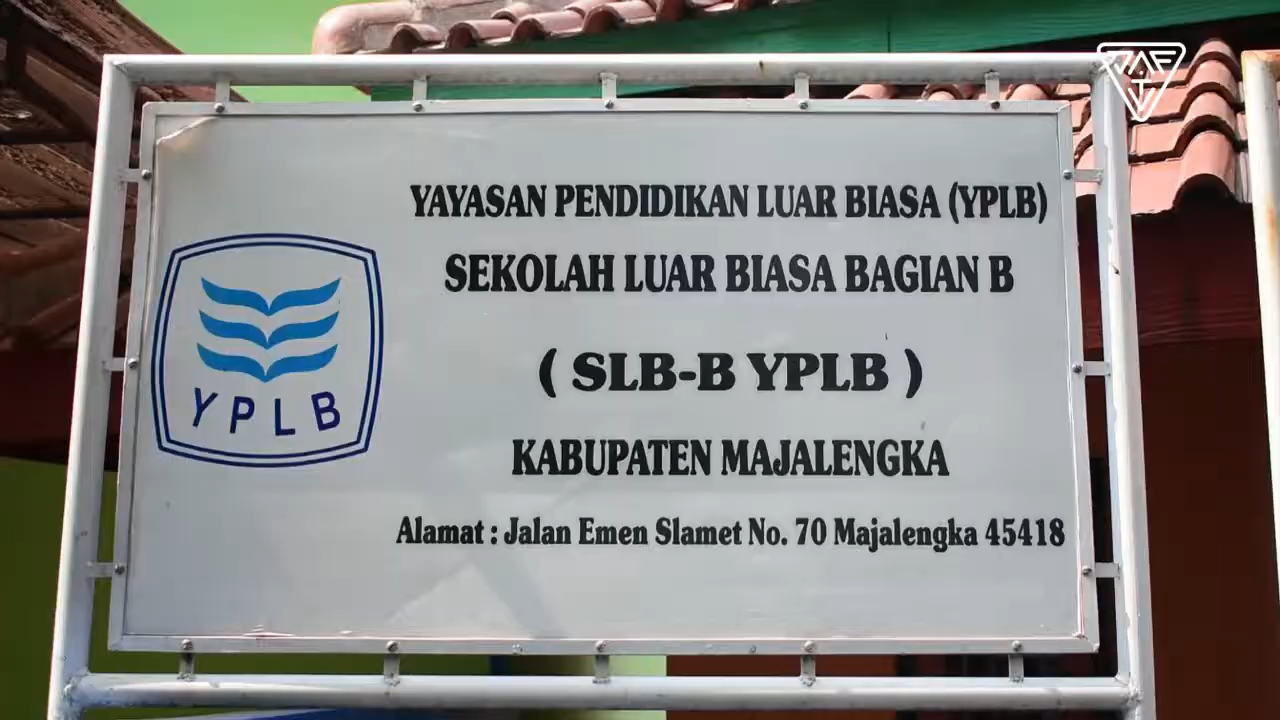 YAYASAN PENDIDIKAN LUAR BIASA (YPLB)
SEKOLAH LUAR BIASA BAGIAN B
( SLB-B YPLB )
KABUPATEN MAJALENGKA
Alamat : Jalan Emen Slamet No. 70 Majalengka 45418
YPLB